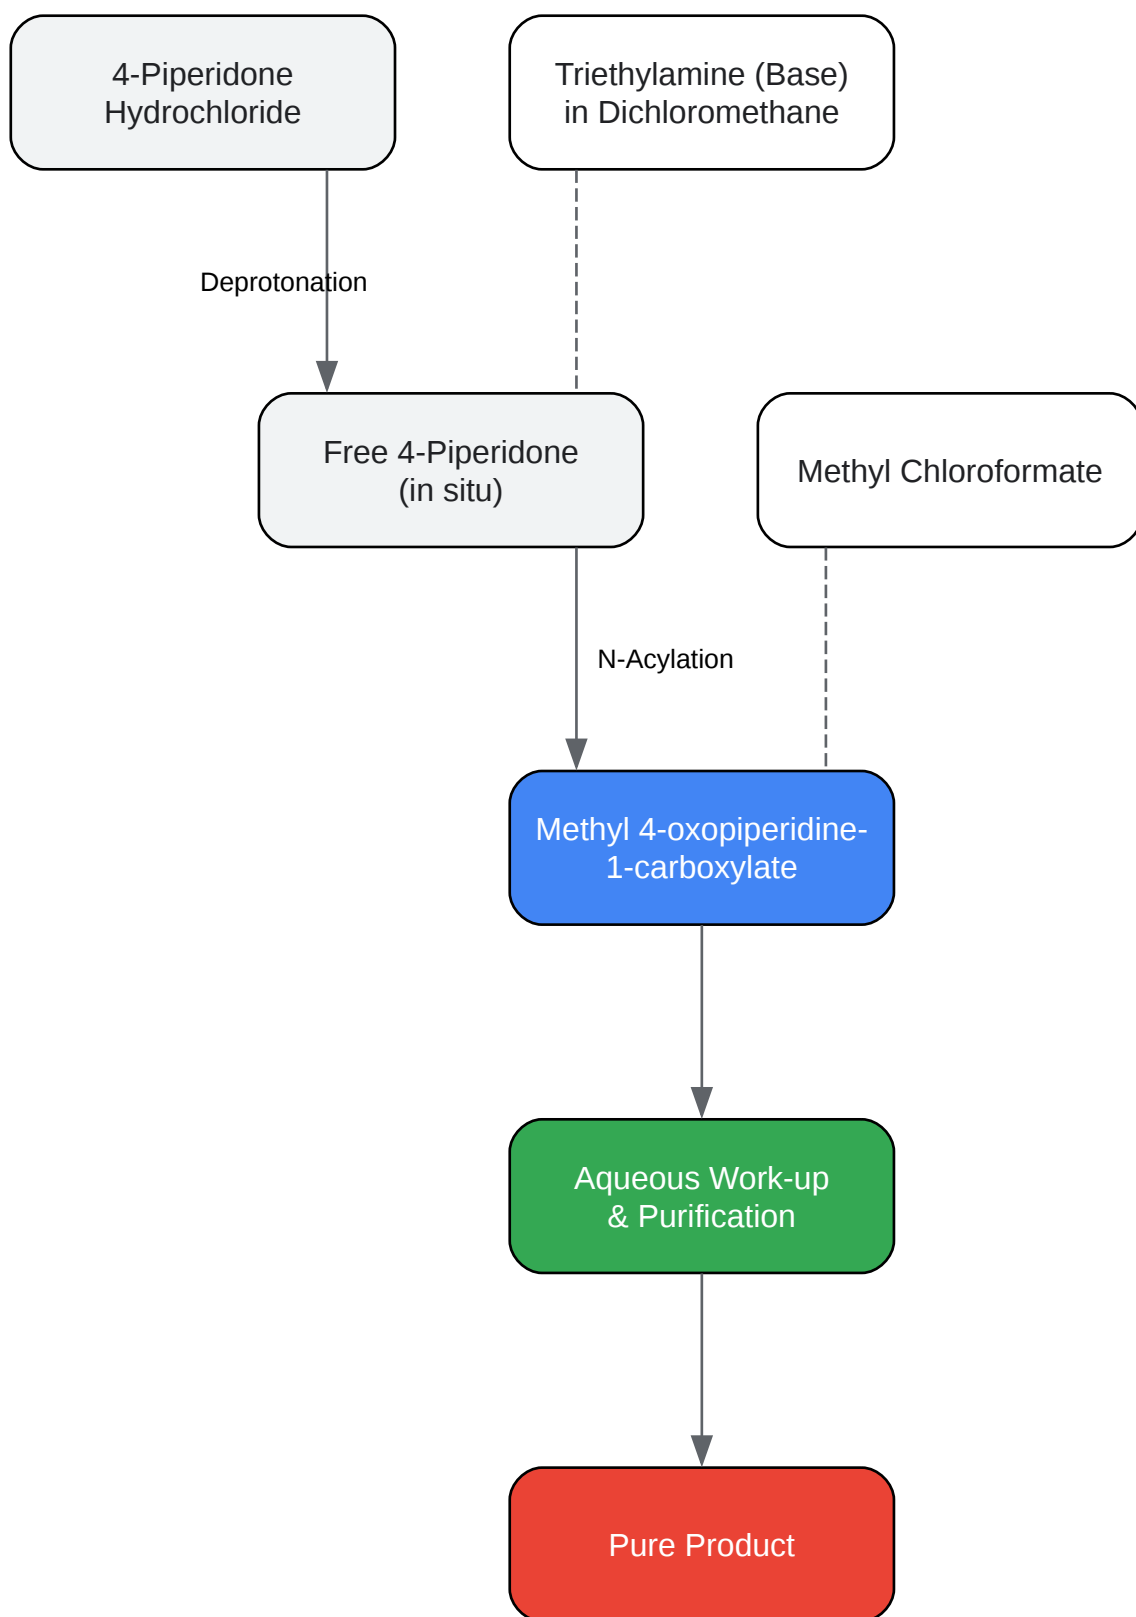 4-Piperidone
Hydrochloride
Triethylamine (Base)
in Dichloromethane
Deprotonation
Free 4-Piperidone
(in situ)
Methyl Chloroformate
N-Acylation
Methyl 4-oxopiperidine-
1-carboxylate
Aqueous Work-up
& Purification
Pure Product